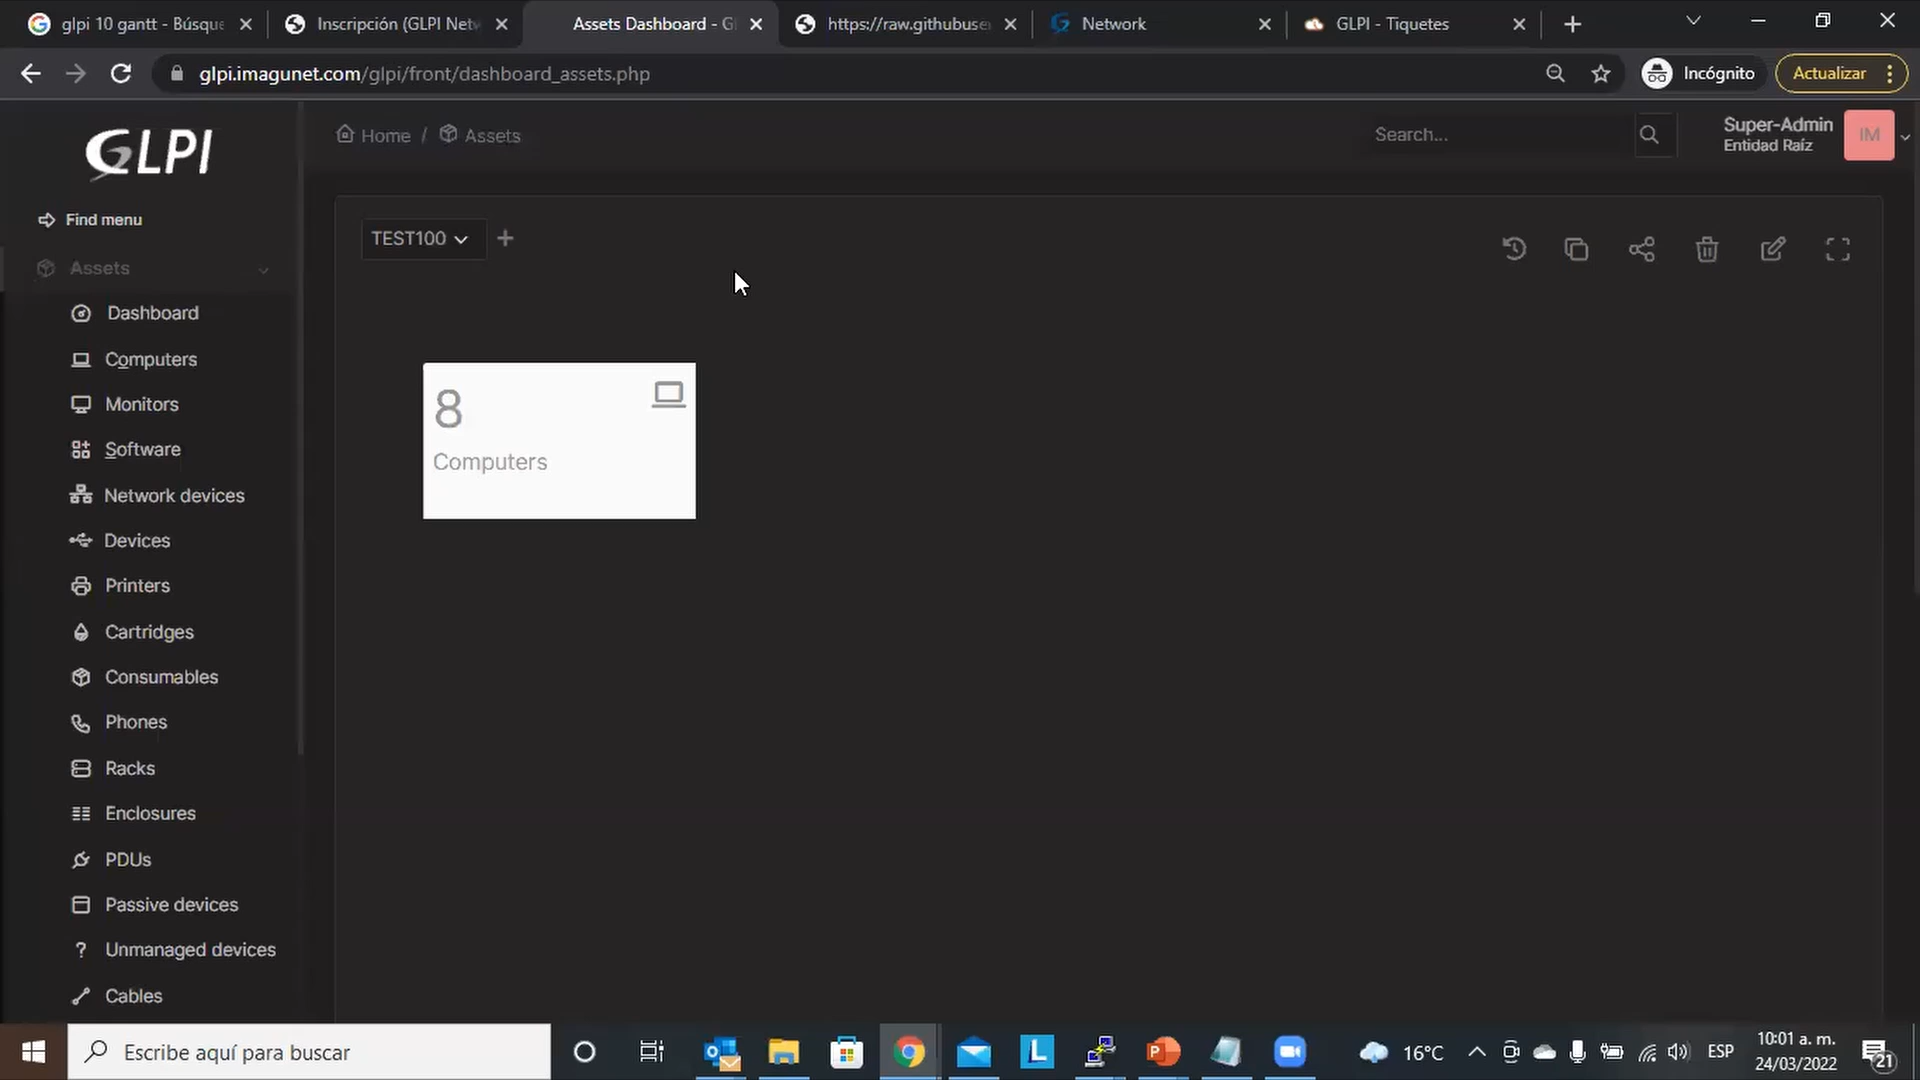 glpi 10 gantt - Búsque
Inscripción (GLPI Netw
Assets Dashboard - GL
https://raw.githubuser
Network
GLPI - Tiquetes
glpi.imagunet.com/glpi/front/dashboard_assets.php
Incógnito
Actualizar
GLPI
Home / Assets
Search...
Super-Admin
Entidad Raíz
IM
Find menu
Assets
Dashboard
Computers
Monitors
Software
Network devices
Devices
Printers
Cartridges
Consumables
Phones
Racks
Enclosures
PDUs
Passive devices
Unmanaged devices
Cables
TEST100
8
Computers
Escribe aquí para buscar
L
16°C
ESP
10:01 a. m.
24/03/2022
21